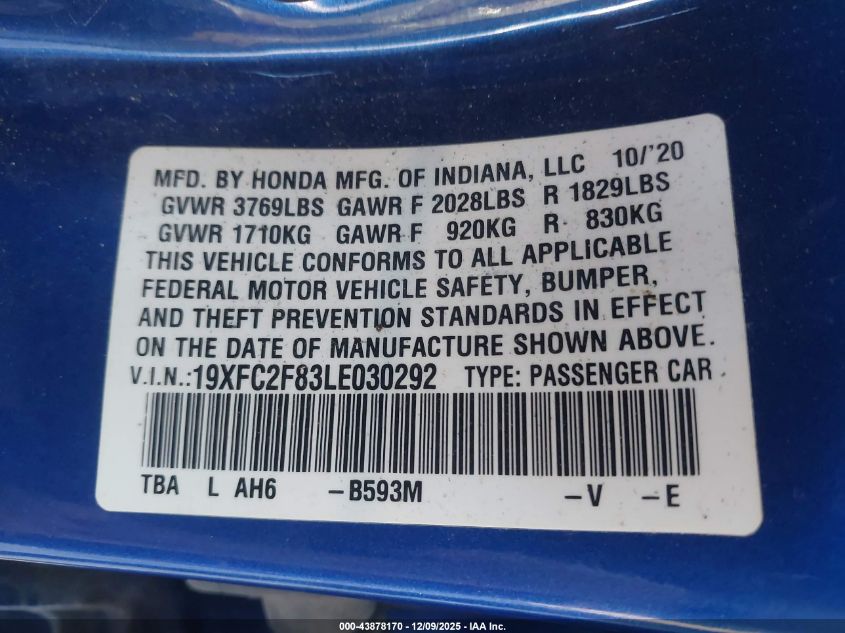 MFD. BY HONDA MFG. OF INDIANA, LLC 10/'20
GVWR 3769LBS GAWR F 2028LBS R 1829LBS
GVWR 1710KG GAWR F 920KG R 830KG
THIS VEHICLE CONFORMS TO ALL APPLICABLE
FEDERAL MOTOR VEHICLE SAFETY, BUMPER,
AND THEFT PREVENTION STANDARDS IN EFFECT
ON THE DATE OF MANUFACTURE SHOWN ABOVE.
V.I.N.:19XFC2F83LE030292 TYPE: PASSENGER CAR
TBA L AH6 –B593M –V –E
000-43878170 - 12/09/2025 - IAA, Inc.